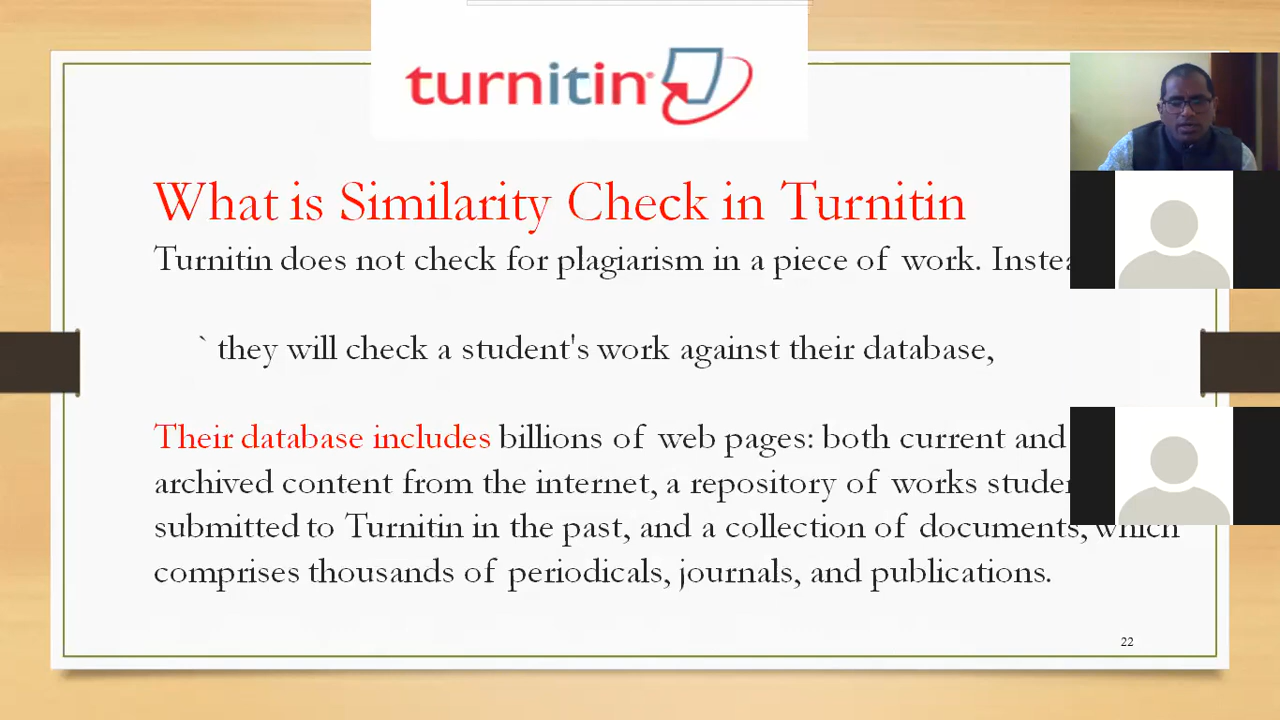 turnitin
What is Similarity Check in Turnitin
Turnitin does not check for plagiarism in a piece of work.
` they will check a student's work against their database,
Their database includes billions of web pages: both current and
archived content from the internet, a repository of works
submitted to Turnitin in the past, and a collection of documents, which
comprises thousands of periodicals, journals, and publications.
22